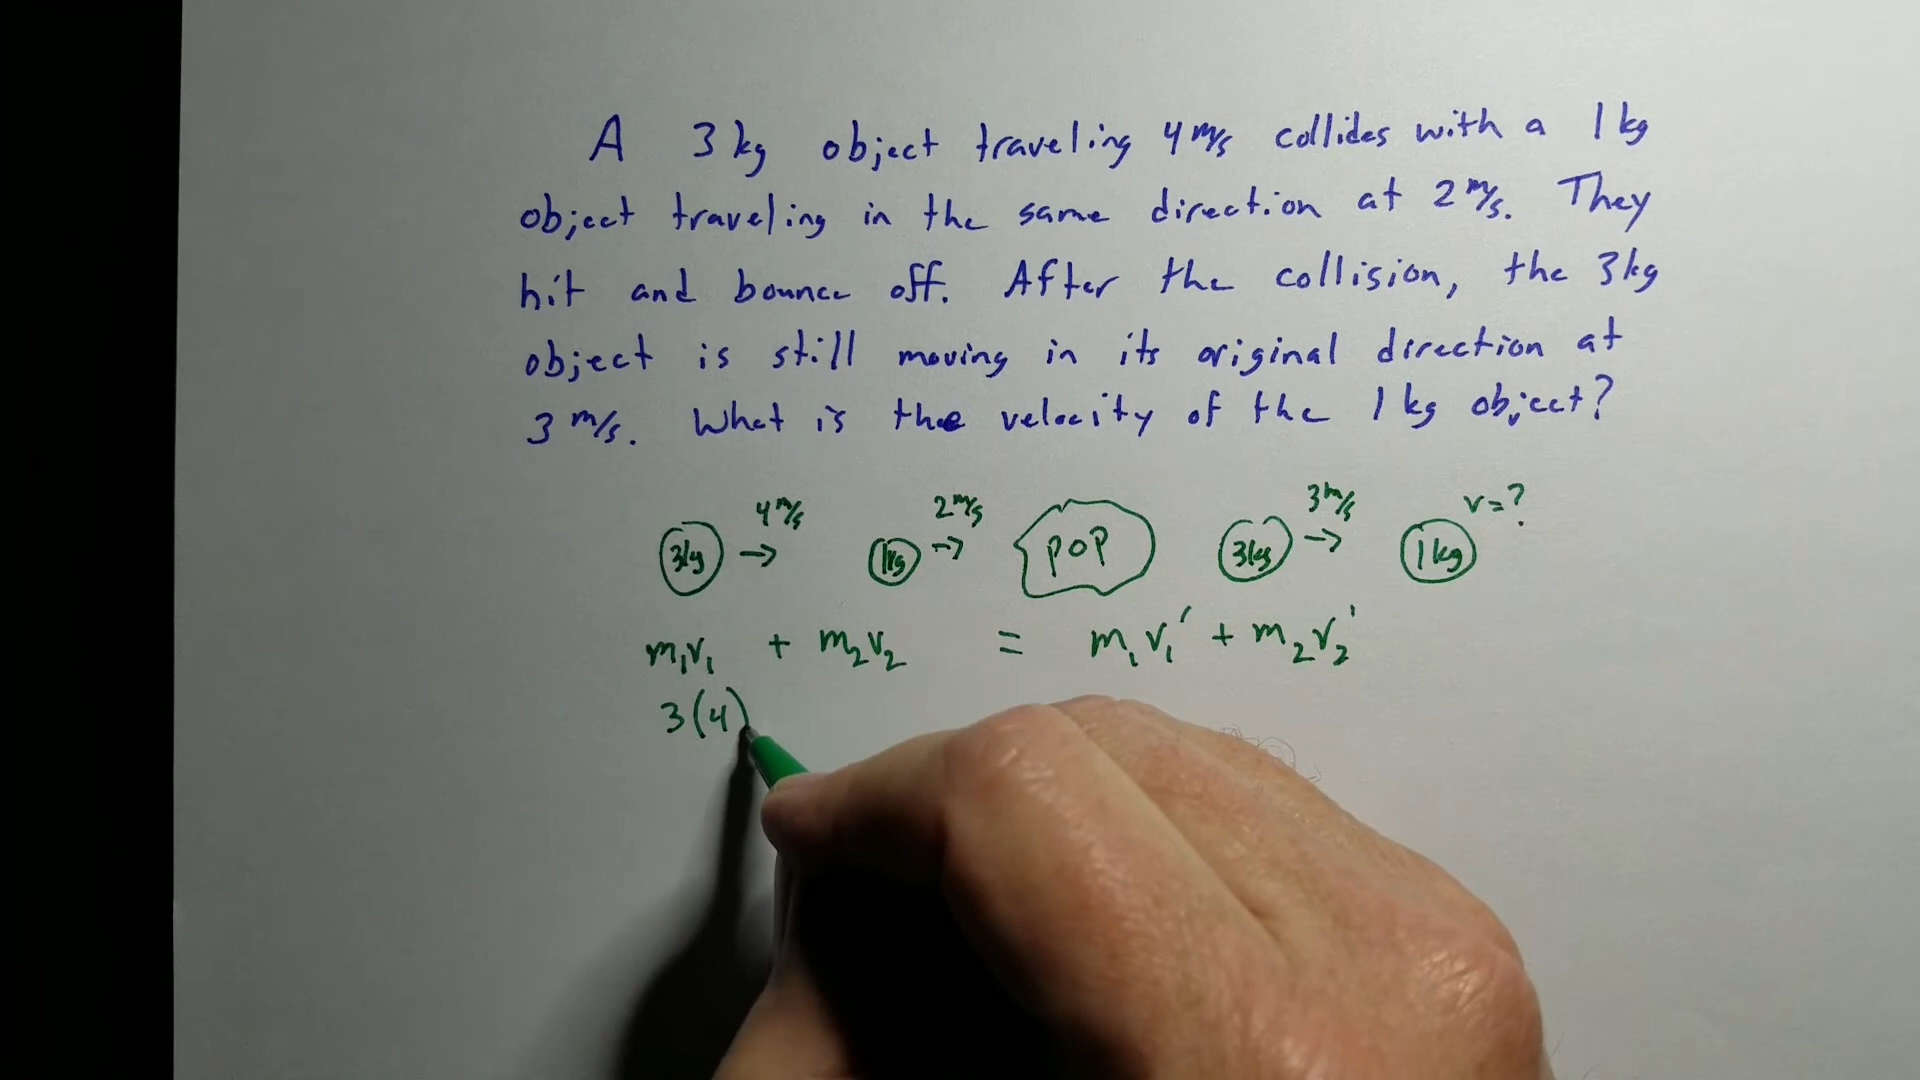 A 3 kg object traveling 4 m/s collides with a 1 kg
object traveling in the same direction at 2 m/s. They
hit and bounce off. After the collision, the 3 kg
object is still moving in its original direction at
3 m/s. What is the velocity of the 1 kg object?
4 m/s 2 m/s 3 m/s v = ?
3kg → 1kg → POP 3kg → 1kg
m₁v₁ + m₂v₂ = m₁v₁' + m₂v₂'
3(4)